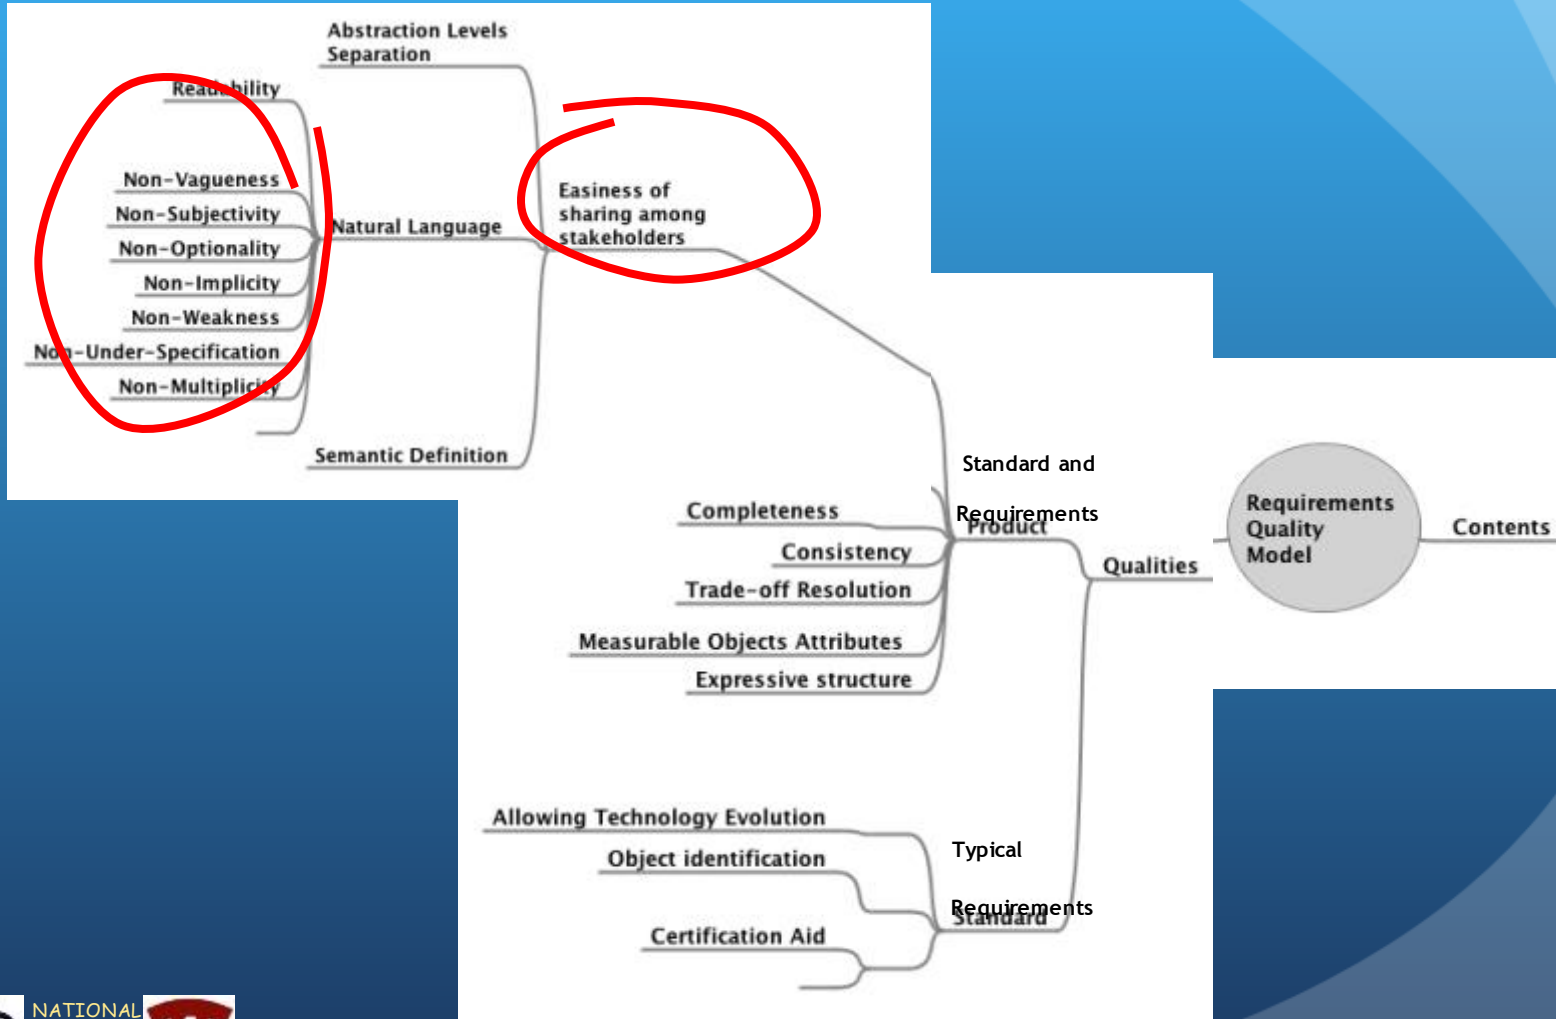 Abstraction Levels
Separation
Readability
Non-Vagueness
Non-Subjectivity
Non-Optionality
Non-Implicity
Non-Weakness
Non-Under-Specification
Non-Multiplicity
Natural Language
Semantic Definition
Easiness of
sharing among
stakeholders
Completeness
Consistency
Trade-off Resolution
Measurable Objects Attributes
Expressive structure
Standard and
Requirements
Product
Qualities
Requirements
Quality
Model
Contents
Allowing Technology Evolution
Object identification
Certification Aid
Typical
Requirements
Standard
NATIONAL